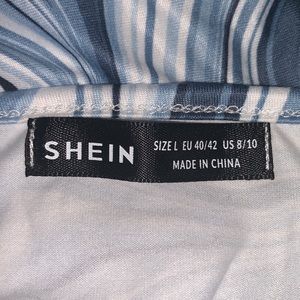 SHEIN
SIZE L EU 40/42 US 8/10
MADE IN CHINA